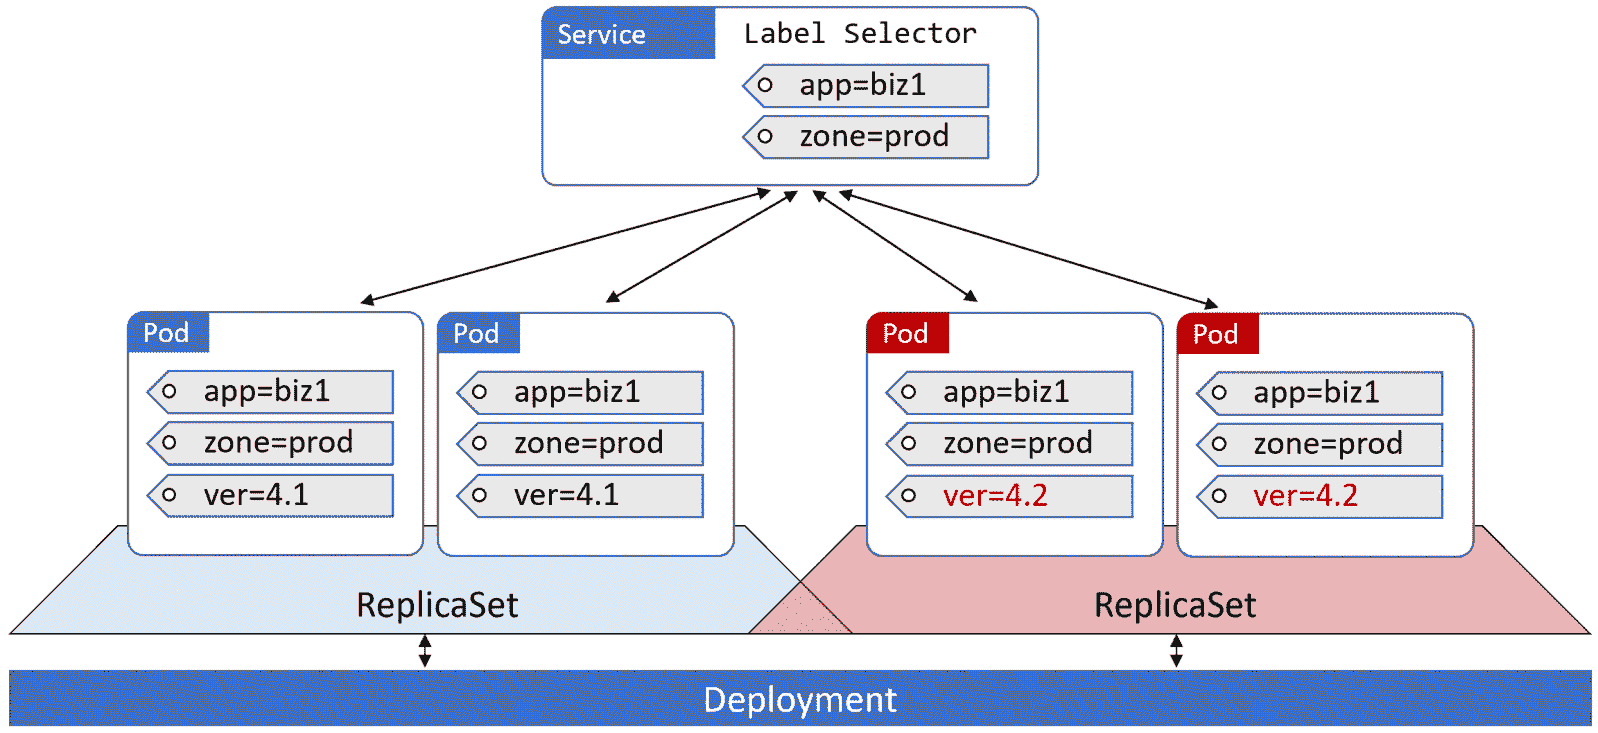 Service
Label Selector
app=biz1
zone=prod
Pod
app=biz1
zone=prod
ver=4.1
Pod
app=biz1
zone=prod
ver=4.1
Pod
app=biz1
zone=prod
ver=4.2
Pod
app=biz1
zone=prod
ver=4.2
ReplicaSet
ReplicaSet
Deployment